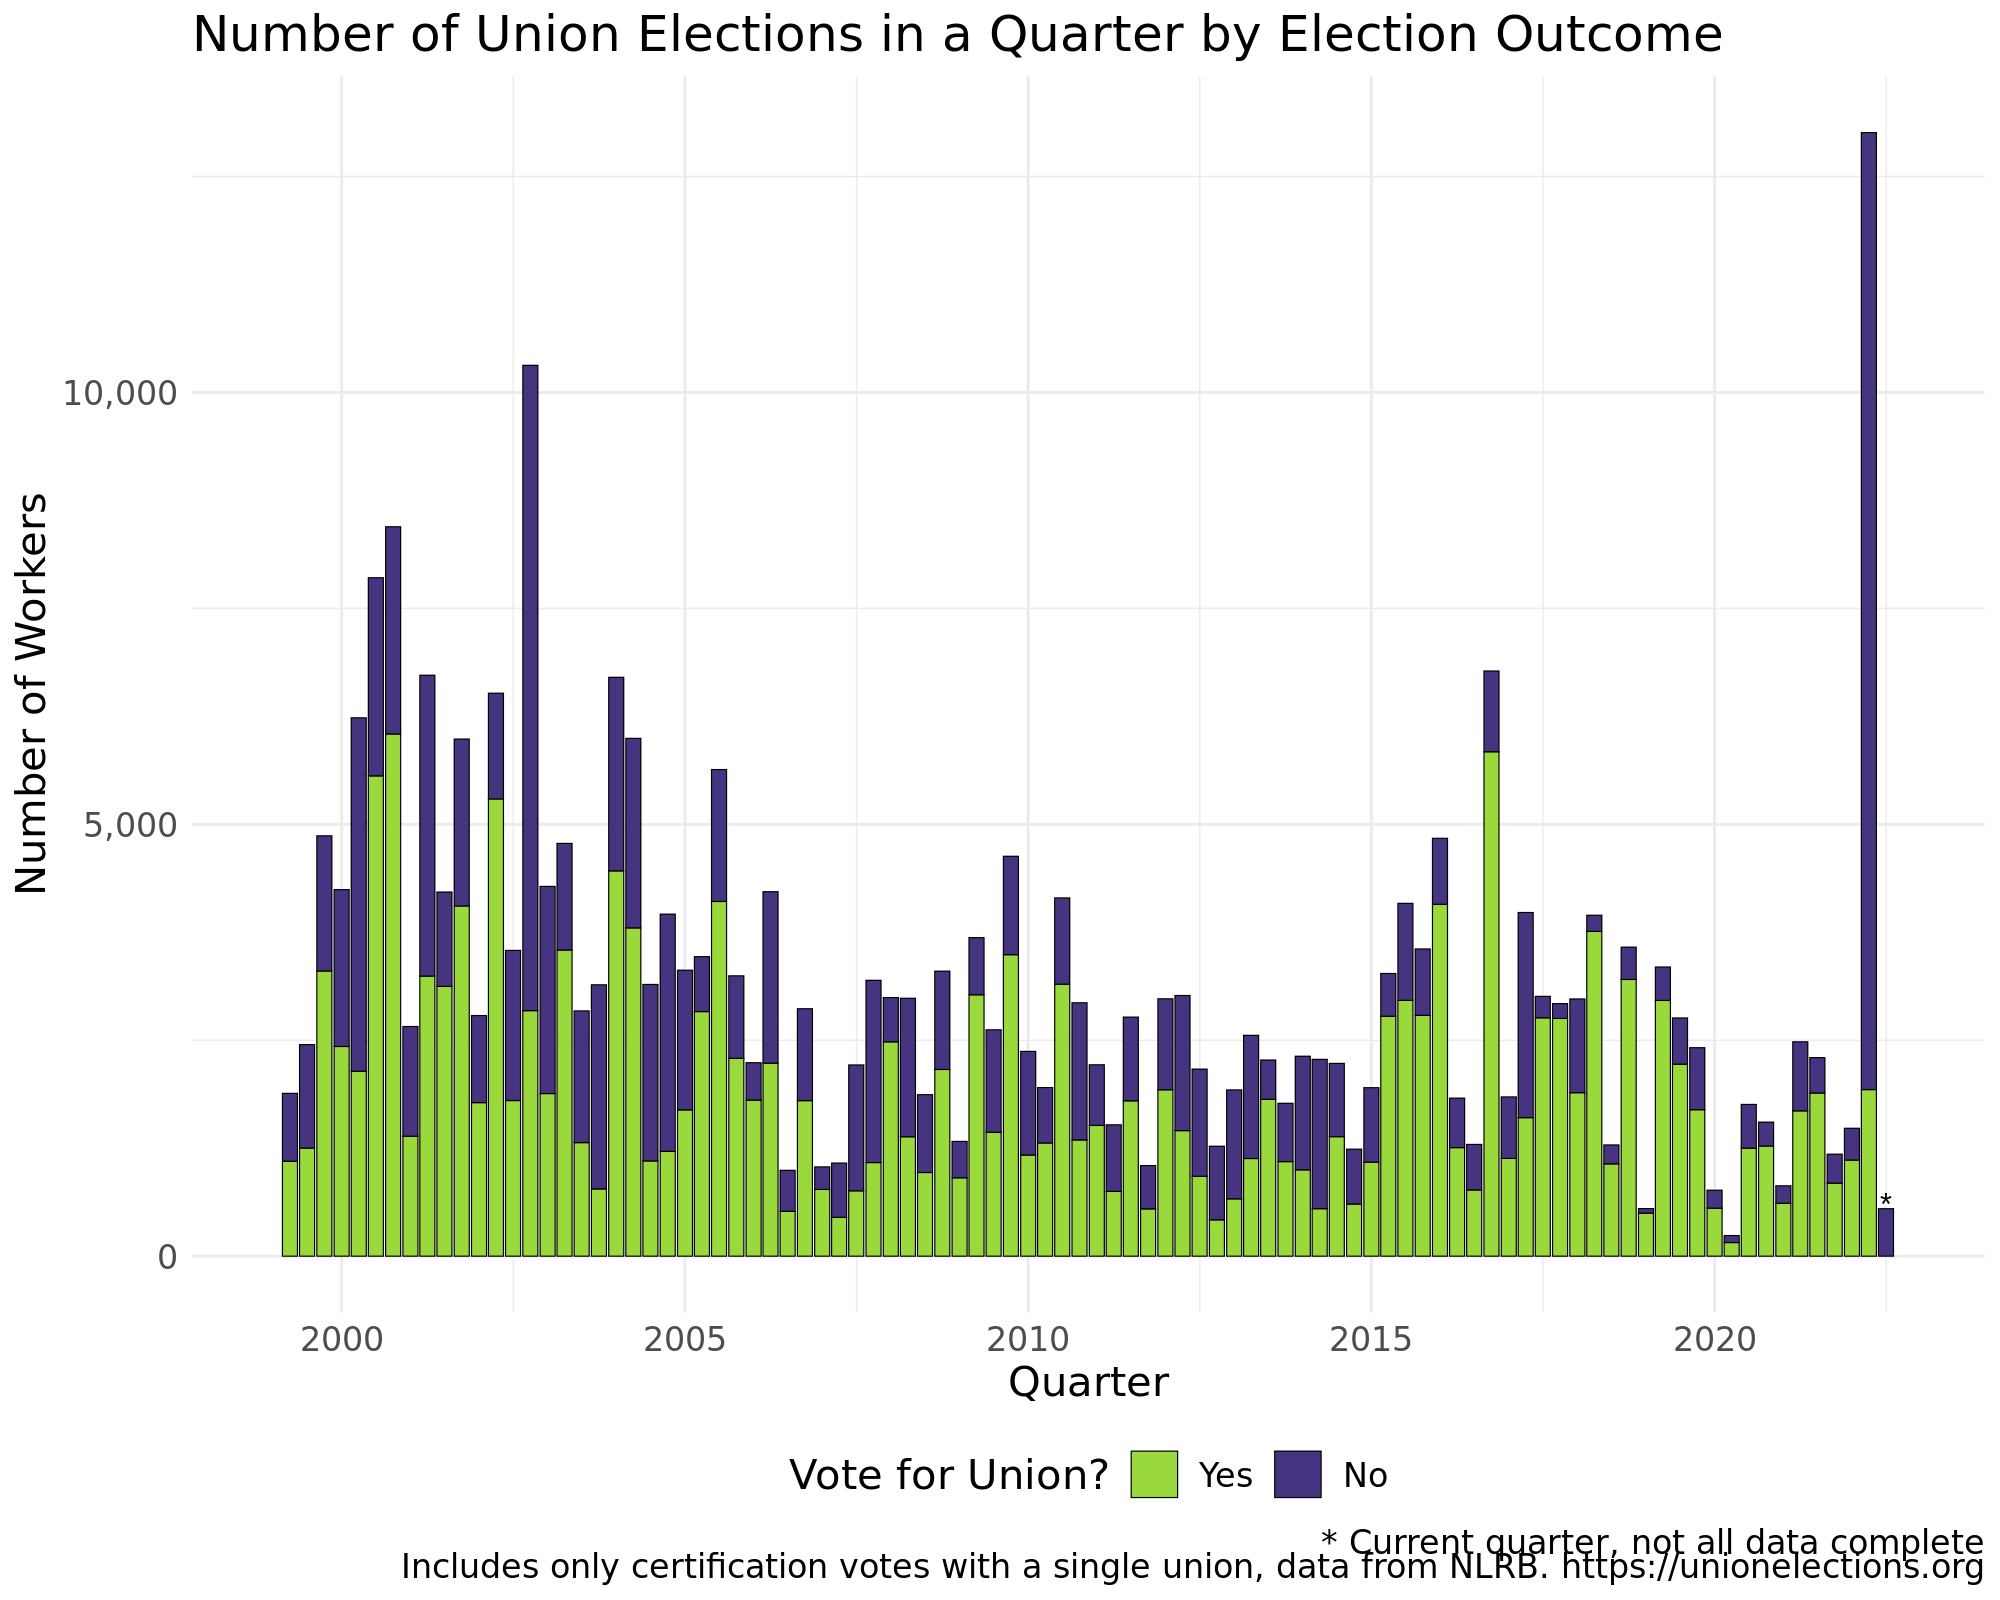 Number of Union Elections in a Quarter by Election Outcome
Number of Workers
10,000
5,000
0
*
2000 2005 2010 2015 2020
Quarter
Vote for Union? Yes No
* Current quarter, not all data complete
Includes only certification votes with a single union, data from NLRB. https://unionelections.org